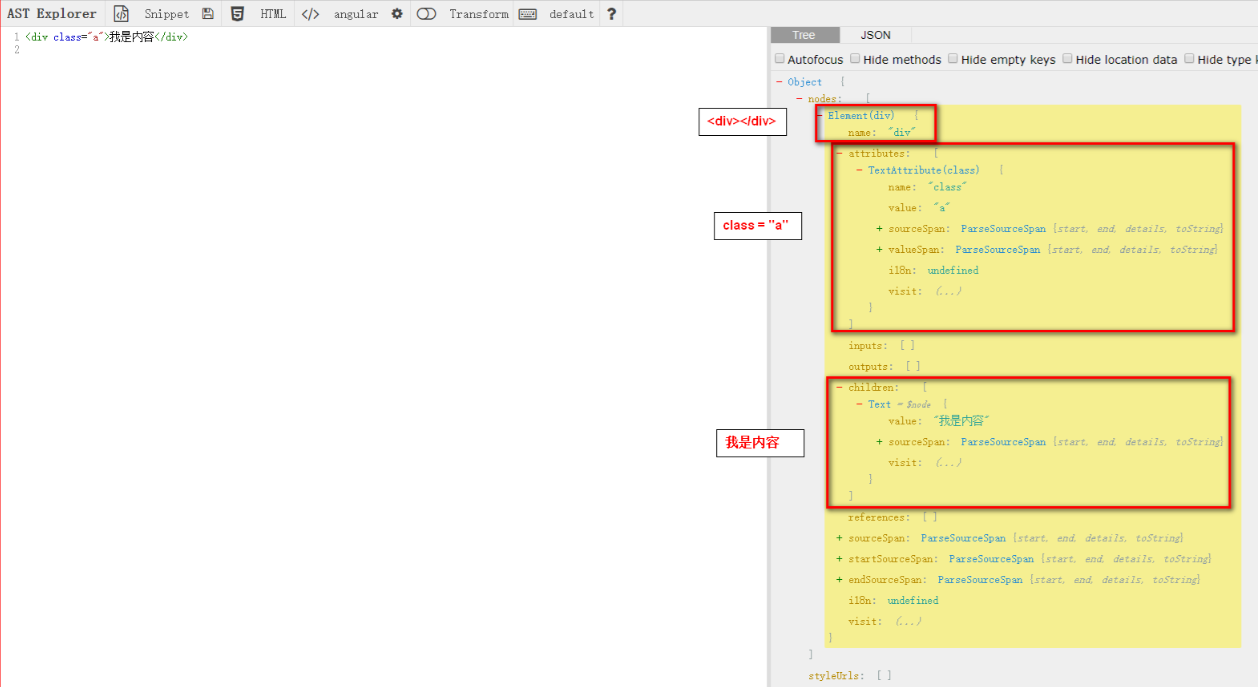 AST Explorer Snippet HTML </> angular Transform default ?
1 <div class="a">我是内容</div>
2
Tree JSON
Autofocus Hide methods Hide empty keys Hide location data Hide type
− Object {
− nodes: [
<div></div>
− Element(div) {
name: "div"
− attributes: [
− TextAttribute(class) {
name: "class"
class = "a"
value: "a"
+ sourceSpan: ParseSourceSpan {start, end, details, toString}
+ valueSpan: ParseSourceSpan {start, end, details, toString}
i18n: undefined
visit: (...)
}
]
inputs: [ ]
outputs: [ ]
− children: [
− Text = $node {
我是内容
value: "我是内容"
+ sourceSpan: ParseSourceSpan {start, end, details, toString}
visit: (...)
}
]
references: [ ]
+ sourceSpan: ParseSourceSpan {start, end, details, toString}
+ startSourceSpan: ParseSourceSpan {start, end, details, toString}
+ endSourceSpan: ParseSourceSpan {start, end, details, toString}
i18n: undefined
visit: (...)
}
]
styleUrls: [ ]